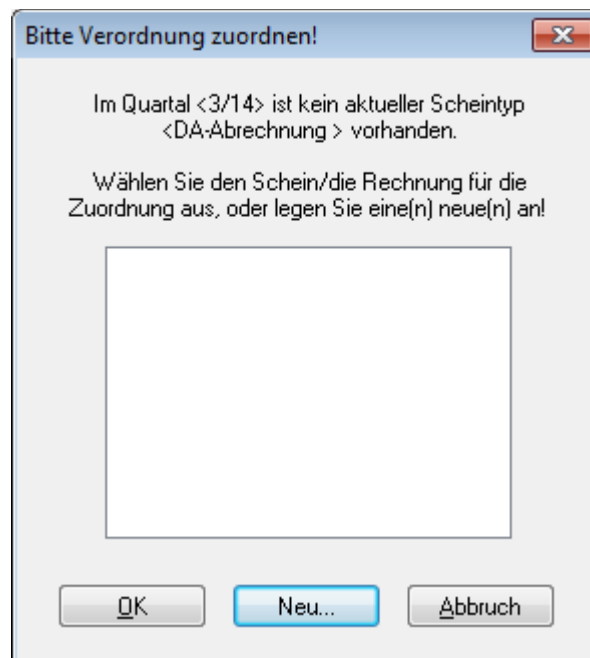 Bitte Verordnung zuordnen!
Im Quartal <3/14> ist kein aktueller Scheintyp
<DA-Abrechnung > vorhanden.
Wählen Sie den Schein/die Rechnung für die
Zuordnung aus, oder legen Sie eine(n) neue(n) an!
OK
Neu...
Abbruch